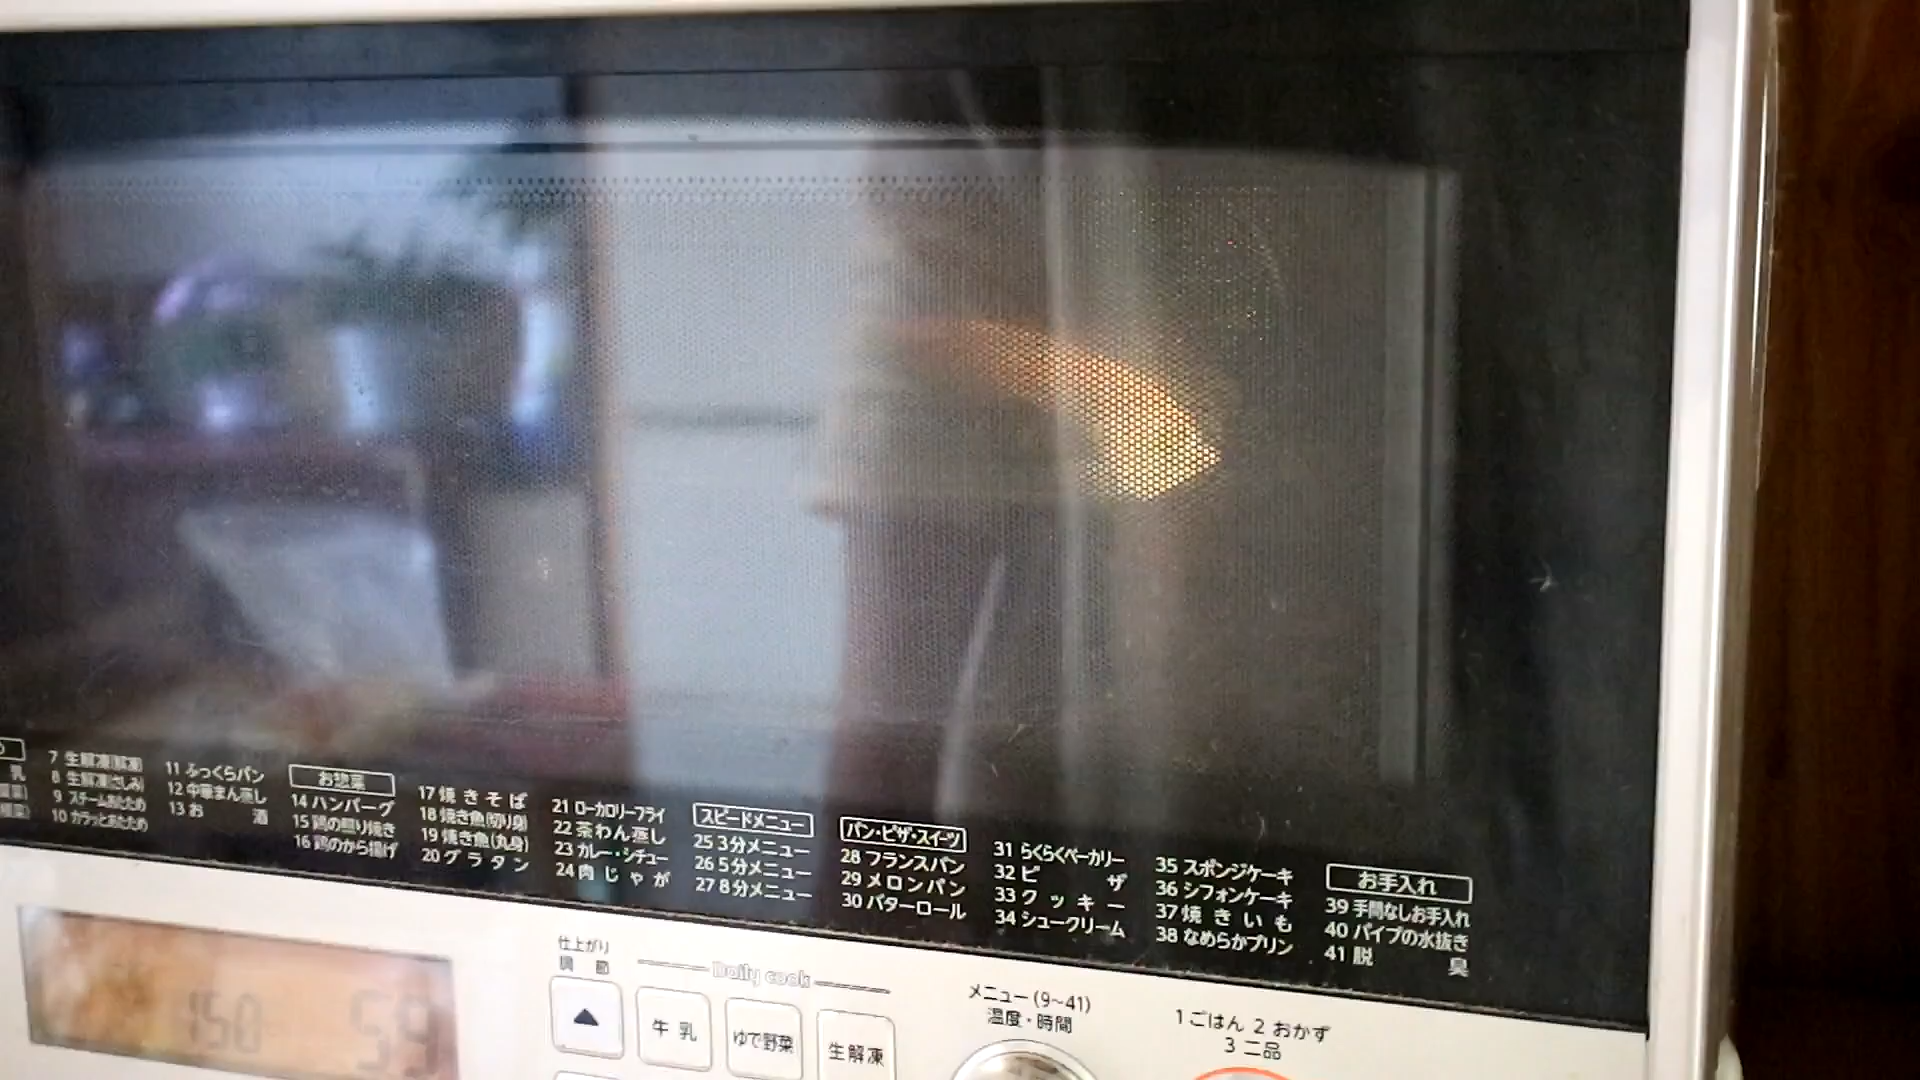 7 生解凍(解凍)
8 生解凍(さしみ)
9 スチームあたため
10 カラッとあたため
11 ふっくらパン
12 中華まん蒸し
13 お酒
お惣菜
14 ハンバーグ
15 鶏の照り焼き
16 鶏のから揚げ
17 焼きそば
18 焼き魚(切り身)
19 焼き魚(丸身)
20 グラタン
21 ローカロリーフライ
22 茶わん蒸し
23 カレー・シチュー
24 肉じゃが
スピードメニュー
25 3分メニュー
26 5分メニュー
27 8分メニュー
パン・ピザ・スイーツ
28 フランスパン
29 メロンパン
30 バターロール
31 らくらくベーカリー
32 ピザ
33 クッキー
34 シュークリーム
35 スポンジケーキ
36 シフォンケーキ
37 焼きいも
38 なめらかプリン
お手入れ
39 手間なしお手入れ
40 パイプの水抜き
41 脱臭
150 59
仕上がり
調節
Daily cook
牛乳
ゆで野菜
生解凍
メニュー(9~41)
温度・時間
1 ごはん 2 おかず
3 二品